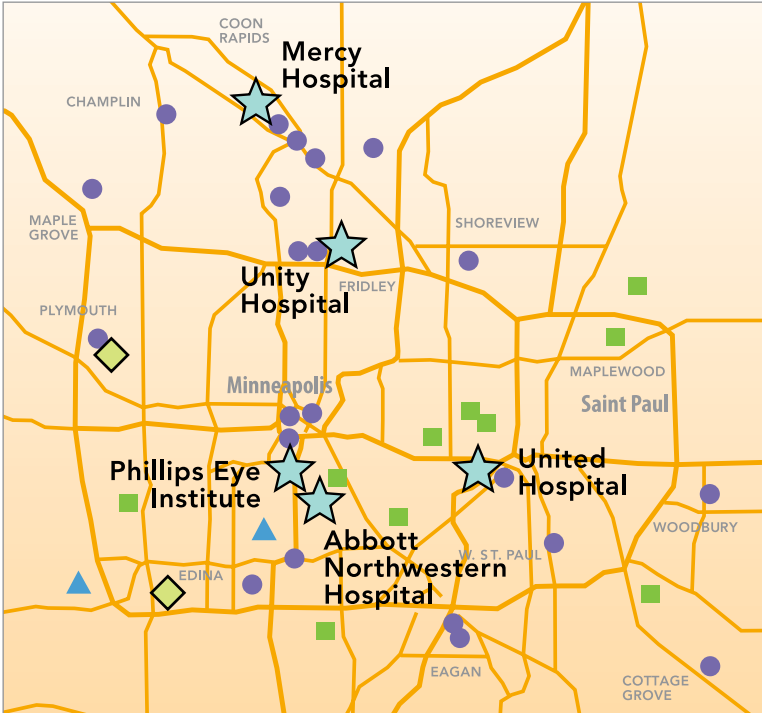 COON
RAPIDS
Mercy
Hospital
CHAMPLIN
MAPLE
GROVE
SHOREVIEW
Unity
Hospital
FRIDLEY
PLYMOUTH
Minneapolis
MAPLEWOOD
Saint Paul
Phillips Eye
Institute
United
Hospital
WOODBURY
Abbott
Northwestern
Hospital
W. ST. PAUL
EDINA
EAGAN
COTTAGE
GROVE